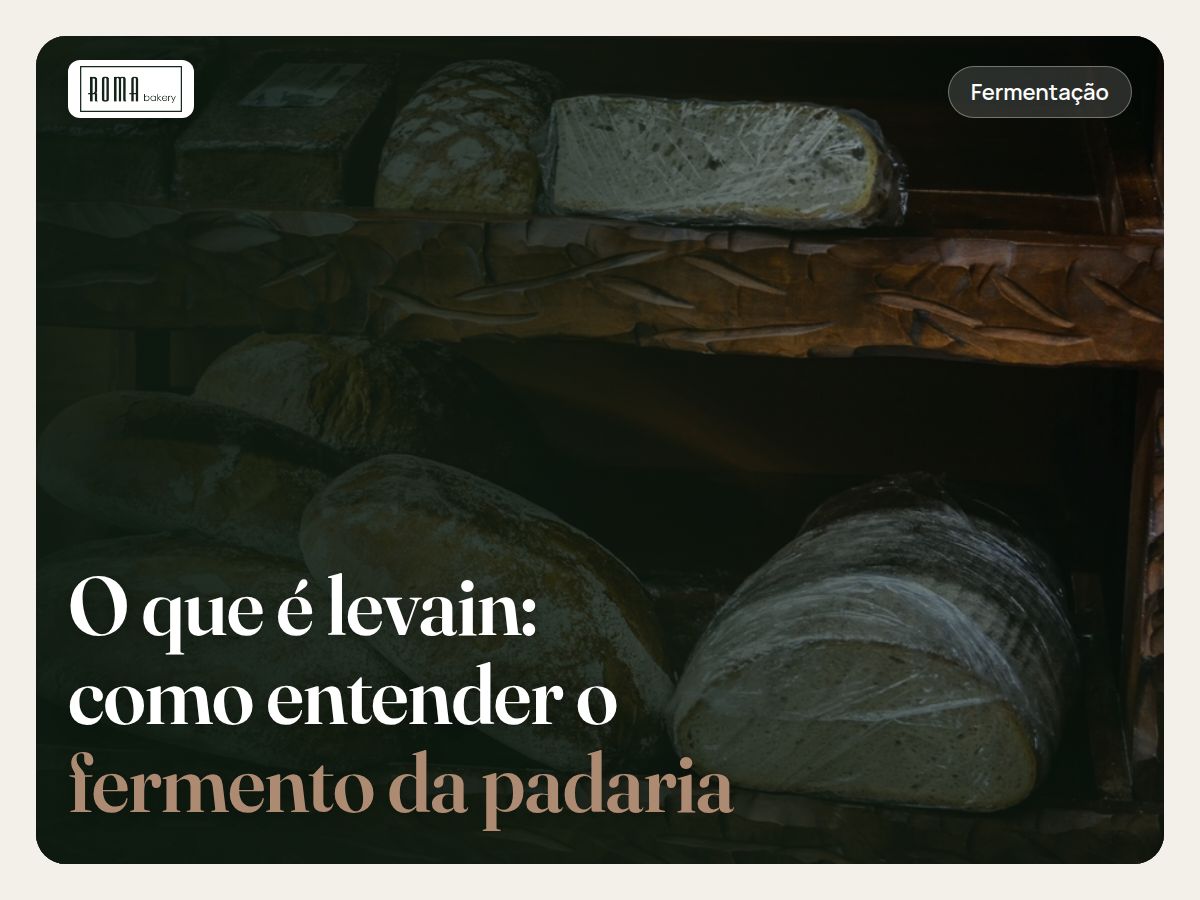 ROMA bakery
Fermentação
O que é levain:
como entender o
fermento da padaria